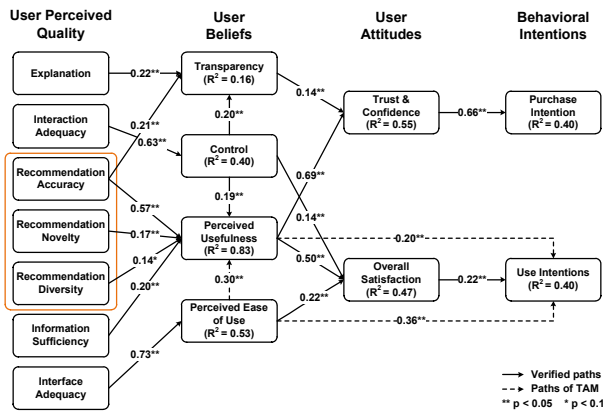 User Perceived
Quality
User
Beliefs
User
Attitudes
Behavioral
Intentions
Explanation
Interaction
Adequacy
Recommendation
Accuracy
Recommendation
Novelty
Recommendation
Diversity
Information
Sufficiency
Interface
Adequacy
0.22**
0.21**
0.63**
0.57**
0.17**
0.14*
0.20**
0.73**
Transparency
(R² = 0.16)
0.20**
Control
(R² = 0.40)
0.19**
Perceived
Usefulness
(R² = 0.83)
0.30**
Perceived Ease
of Use
(R² = 0.53)
0.14**
0.69**
0.14**
0.50**
0.22**
Trust &
Confidence
(R² = 0.55)
Overall
Satisfaction
(R² = 0.47)
0.66**
0.20**
0.22**
0.36**
Purchase
Intention
(R² = 0.40)
Use Intentions
(R² = 0.40)
Verified paths
Paths of TAM
** p < 0.05 * p < 0.1